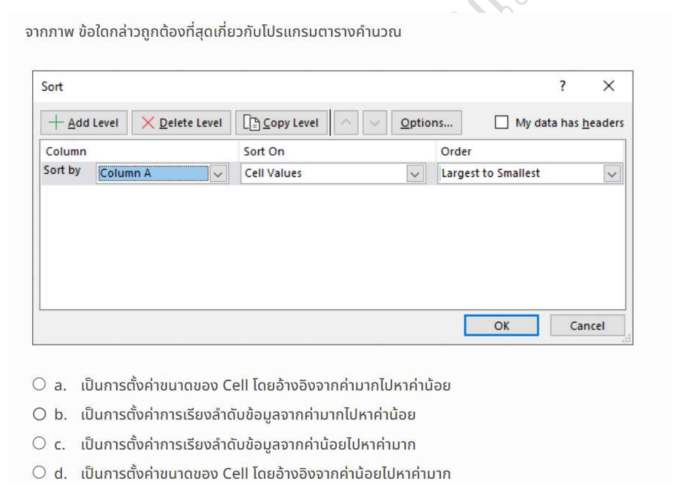 จากภาพ ข้อใดกล่าวถูกต้องที่สุดเกี่ยวกับโปรแกรมตารางคำนวณ
Sort ?
Add Level Delete Level Copy Level Options... My data has headers
Column Sort On Order
Sort by Column A Cell Values Largest to Smallest
OK Cancel
a. เป็นการตั้งค่าขนาดของ Cell โดยอ้างอิงจากค่ามากไปหาค่าน้อย
b. เป็นการตั้งค่าการเรียงลำดับข้อมูลจากค่ามากไปหาค่าน้อย
c. เป็นการตั้งค่าการเรียงลำดับข้อมูลจากค่าน้อยไปหาค่ามาก
d. เป็นการตั้งค่าขนาดของ Cell โดยอ้างอิงจากค่าน้อยไปหาค่ามาก